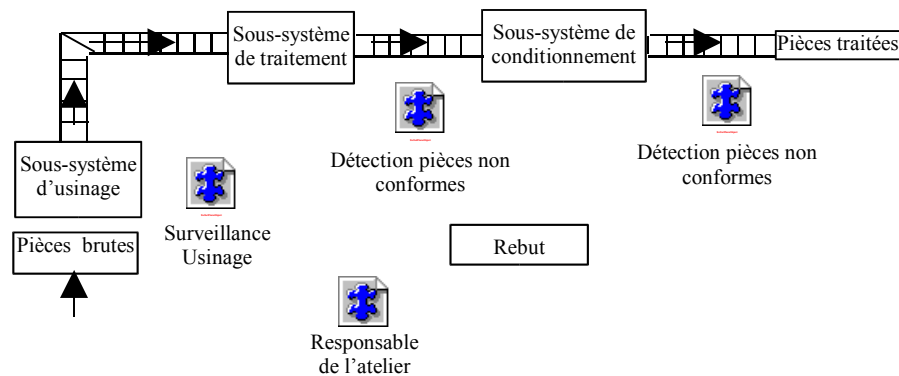 Sous-système
de traitement
Sous-système de
conditionnement
Pièces traitées
Sous-système
d’usinage
Détection pièces non
conformes
Détection pièces non
conformes
Pièces brutes
Surveillance
Usinage
Rebut
Responsable
de l’atelier